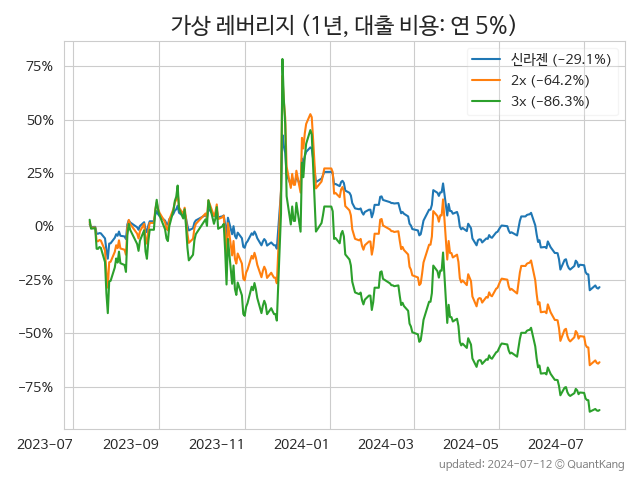 가상 레버리지 (1년, 대출 비용: 연 5%)
신라젠 (−29.1%)
2x (−64.2%)
3x (−86.3%)
75%
50%
25%
0%
−25%
−50%
−75%
2023-07 2023-09 2023-11 2024-01 2024-03 2024-05 2024-07
updated: 2024-07-12 ⓒ QuantKang